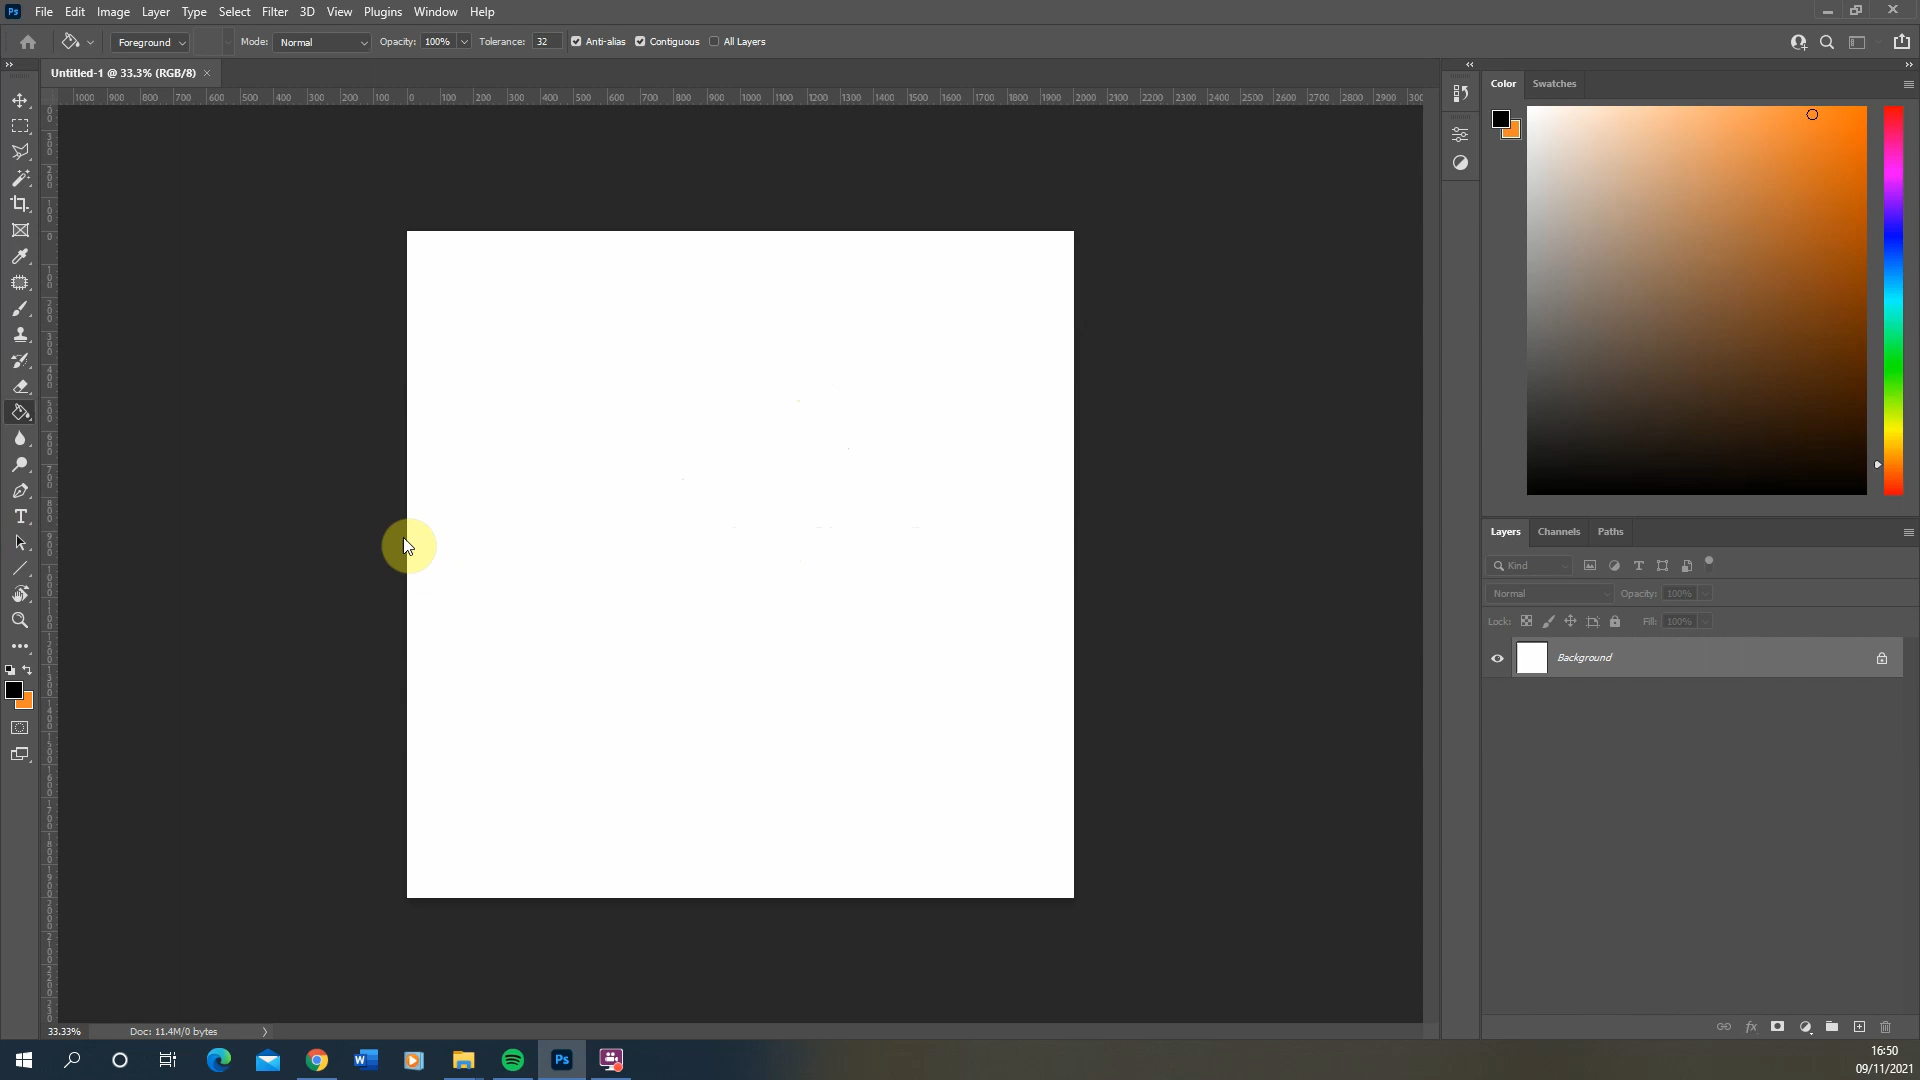 Ps File Edit Image Layer Type Select Filter 3D View Plugins Window Help
Foreground Mode: Normal Opacity: 100% Tolerance: 32 Anti-alias Contiguous All Layers
Untitled-1 @ 33.3% (RGB/8) ×
1000 900 800 700 600 500 400 300 200 100 0 100 200 300 400 500 600 700 800 900 1000 1100 1200 1300 1400 1500 1600 1700 1800 1900 2000 2100 2200 2300 2400 2500 2600 2700 2800 2900
Color Swatches
Layers Channels Paths
Kind
Normal Opacity: 100%
Lock: Fill: 100%
Background
fx
33.33% Doc: 11.4M/0 bytes
Ps
16:50
09/11/2021